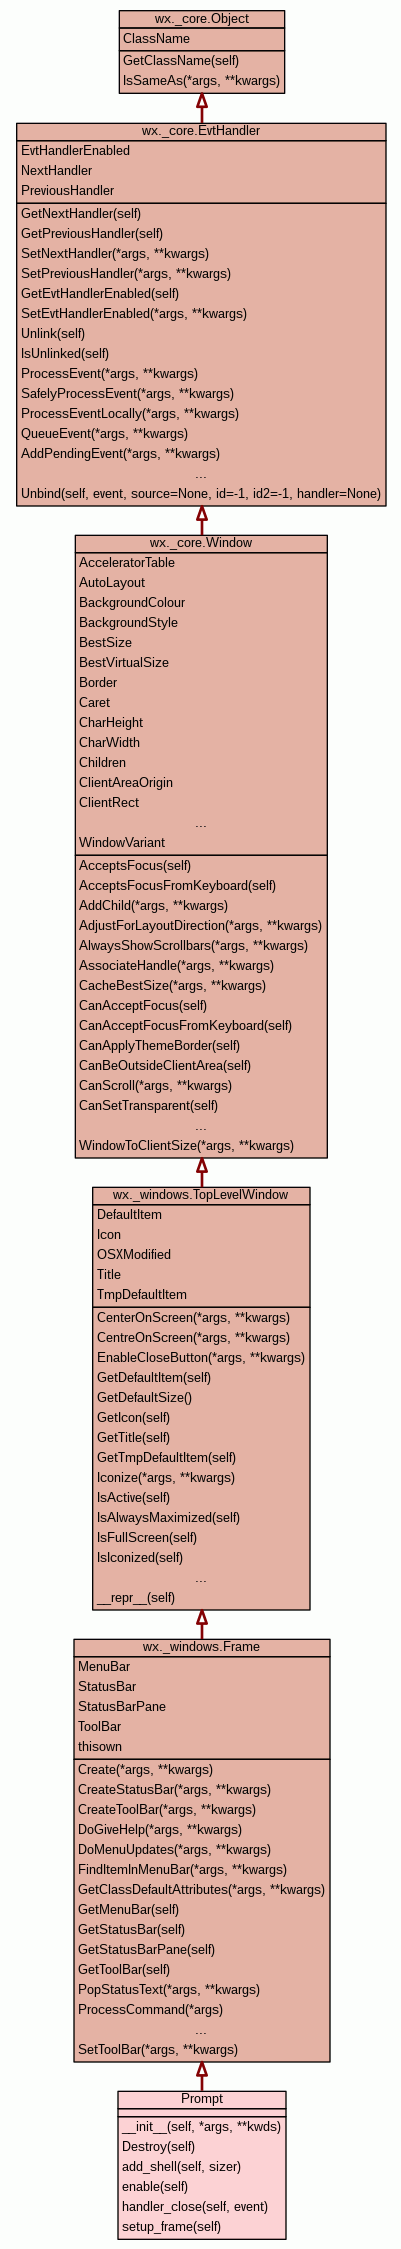 wx._core.Object
ClassName
GetClassName(self)
IsSameAs(*args, **kwargs)
wx._core.EvtHandler
EvtHandlerEnabled
NextHandler
PreviousHandler
GetNextHandler(self)
GetPreviousHandler(self)
SetNextHandler(*args, **kwargs)
SetPreviousHandler(*args, **kwargs)
GetEvtHandlerEnabled(self)
SetEvtHandlerEnabled(*args, **kwargs)
Unlink(self)
IsUnlinked(self)
ProcessEvent(*args, **kwargs)
SafelyProcessEvent(*args, **kwargs)
ProcessEventLocally(*args, **kwargs)
QueueEvent(*args, **kwargs)
AddPendingEvent(*args, **kwargs)
...
Unbind(self, event, source=None, id=-1, id2=-1, handler=None)
wx._core.Window
AcceleratorTable
AutoLayout
BackgroundColour
BackgroundStyle
BestSize
BestVirtualSize
Border
Caret
CharHeight
CharWidth
Children
ClientAreaOrigin
ClientRect
...
WindowVariant
AcceptsFocus(self)
AcceptsFocusFromKeyboard(self)
AddChild(*args, **kwargs)
AdjustForLayoutDirection(*args, **kwargs)
AlwaysShowScrollbars(*args, **kwargs)
AssociateHandle(*args, **kwargs)
CacheBestSize(*args, **kwargs)
CanAcceptFocus(self)
CanAcceptFocusFromKeyboard(self)
CanApplyThemeBorder(self)
CanBeOutsideClientArea(self)
CanScroll(*args, **kwargs)
CanSetTransparent(self)
...
WindowToClientSize(*args, **kwargs)
wx._windows.TopLevelWindow
DefaultItem
Icon
OSXModified
Title
TmpDefaultItem
CenterOnScreen(*args, **kwargs)
CentreOnScreen(*args, **kwargs)
EnableCloseButton(*args, **kwargs)
GetDefaultItem(self)
GetDefaultSize()
GetIcon(self)
GetTitle(self)
GetTmpDefaultItem(self)
Iconize(*args, **kwargs)
IsActive(self)
IsAlwaysMaximized(self)
IsFullScreen(self)
IsIconized(self)
...
__repr__(self)
wx._windows.Frame
MenuBar
StatusBar
StatusBarPane
ToolBar
thisown
Create(*args, **kwargs)
CreateStatusBar(*args, **kwargs)
CreateToolBar(*args, **kwargs)
DoGiveHelp(*args, **kwargs)
DoMenuUpdates(*args, **kwargs)
FindItemInMenuBar(*args, **kwargs)
GetClassDefaultAttributes(*args, **kwargs)
GetMenuBar(self)
GetStatusBar(self)
GetStatusBarPane(self)
GetToolBar(self)
PopStatusText(*args, **kwargs)
ProcessCommand(*args)
...
SetToolBar(*args, **kwargs)
Prompt
__init__(self, *args, **kwds)
Destroy(self)
add_shell(self, sizer)
enable(self)
handler_close(self, event)
setup_frame(self)